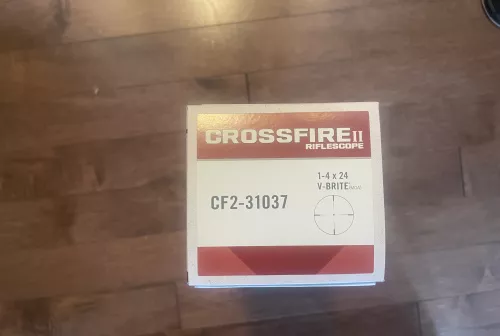 CROSSFIRE II
RIFLESCOPE
1-4 x 24
V-BRITE
CF2-31037